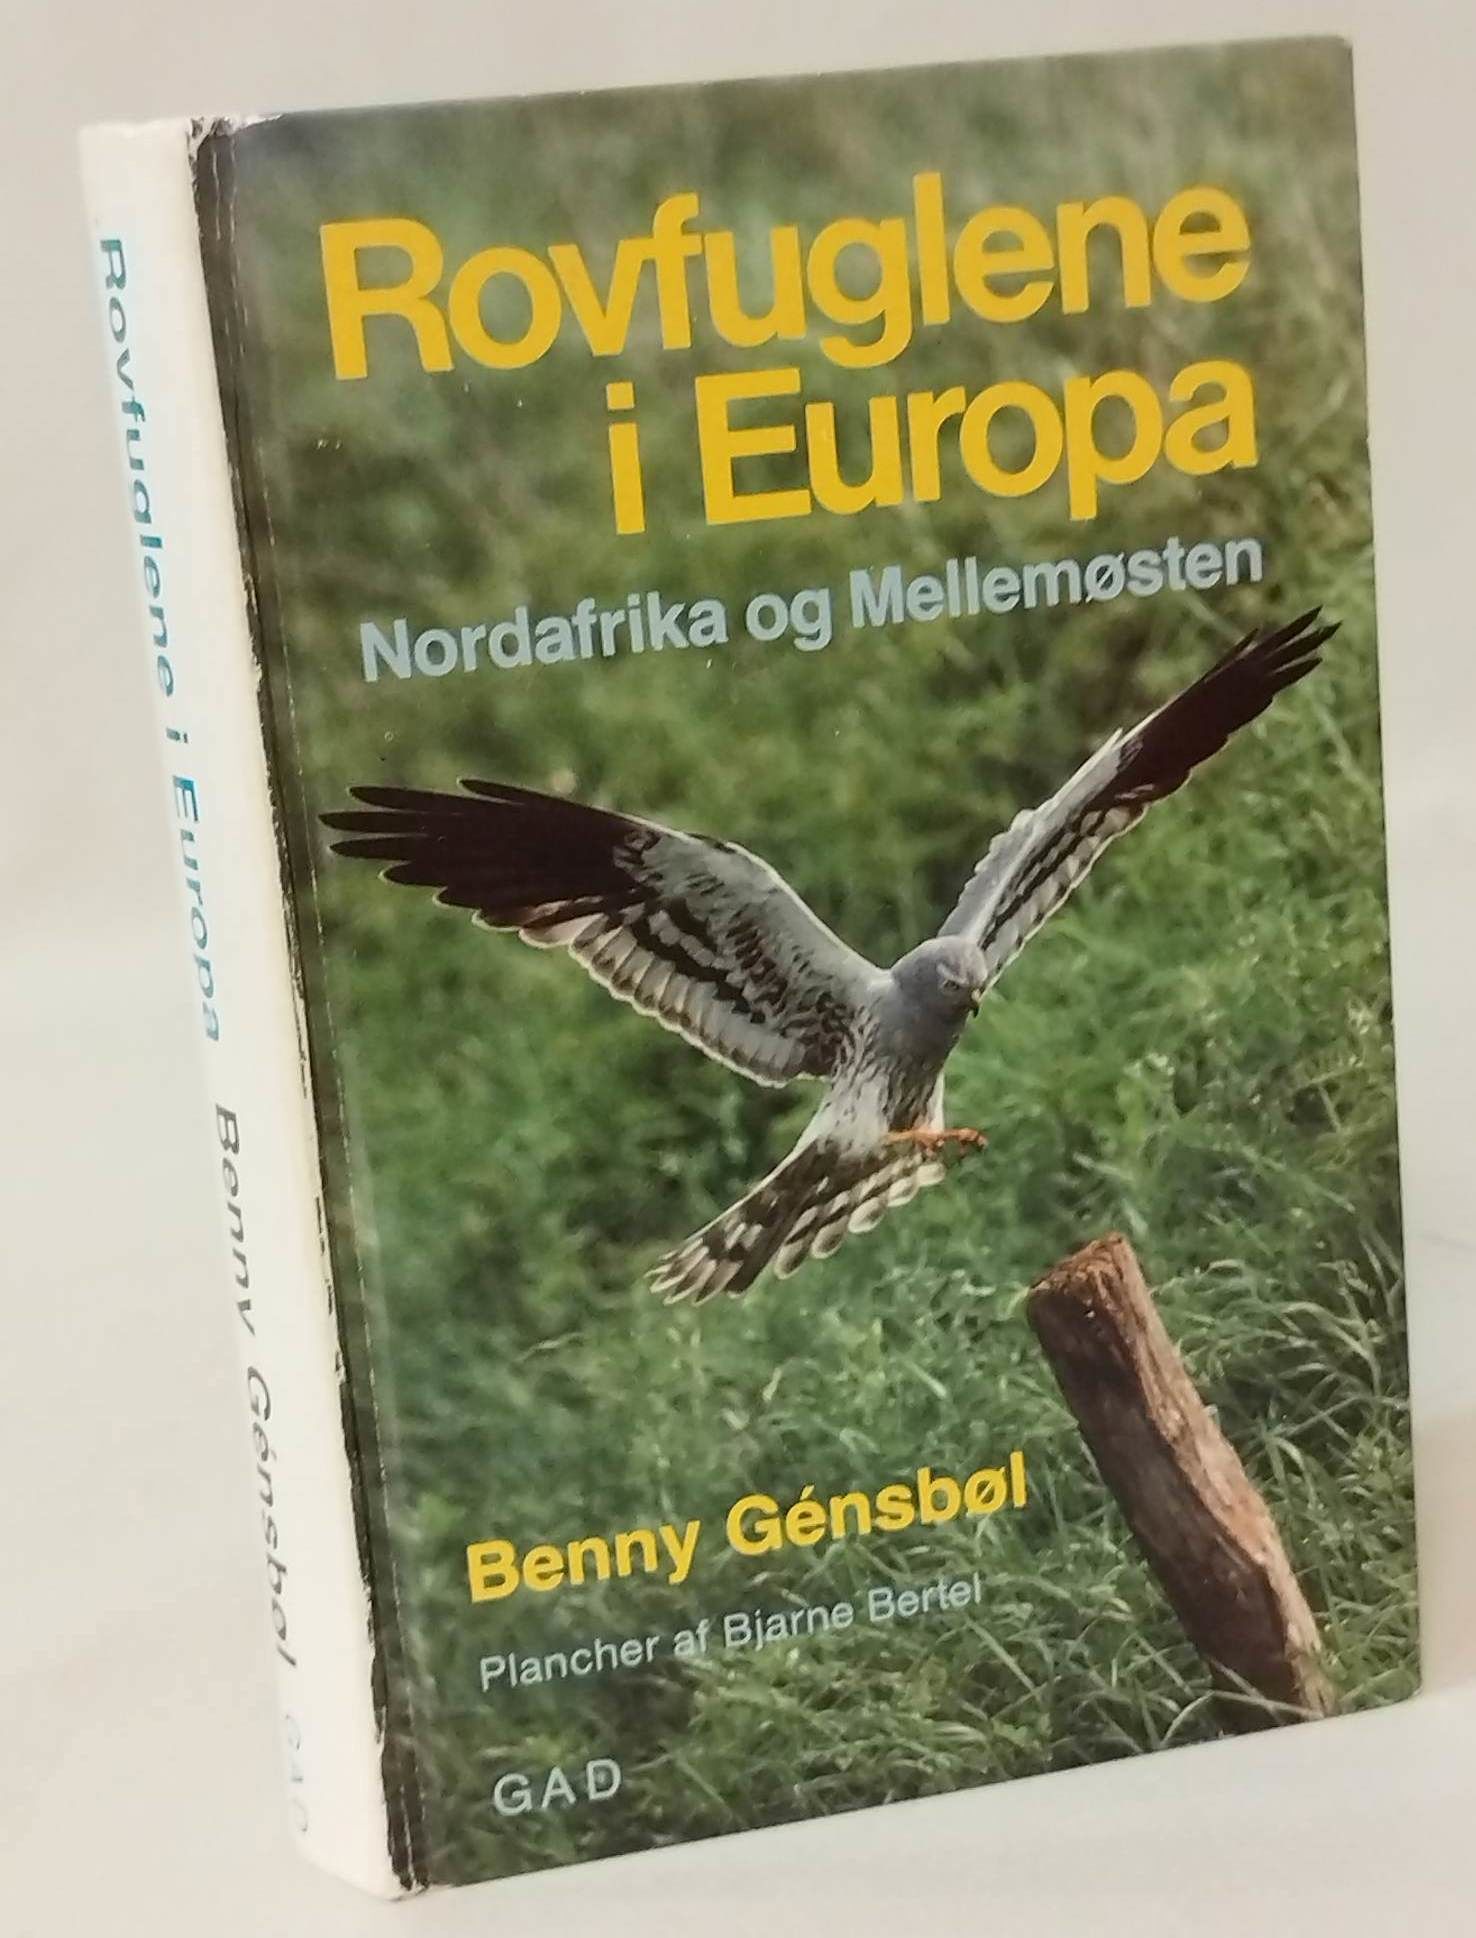 Rovfuglene
i Europa
Nordafrika og Mellemøsten
Benny Génsbøl
Plancher af Bjarne Bertel
GAD
Rovfuglene i Europa Benny Génsbøl GAD